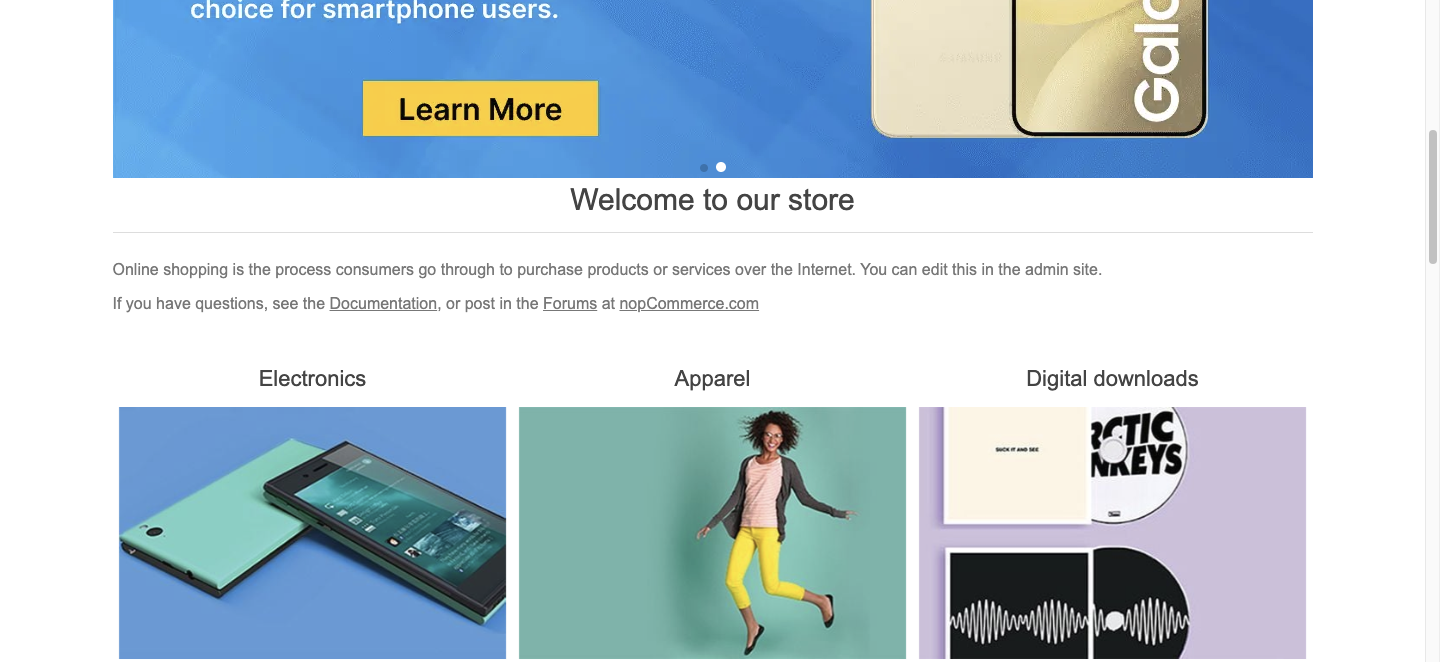 choice for smartphone users.
Learn More
SAMSUNG
Gala
Welcome to our store
Online shopping is the process consumers go through to purchase products or services over the Internet. You can edit this in the admin site.
If you have questions, see the Documentation, or post in the Forums at nopCommerce.com
Electronics
Apparel
Digital downloads
SUCK IT AND SEE
RCTIC
NKEYS